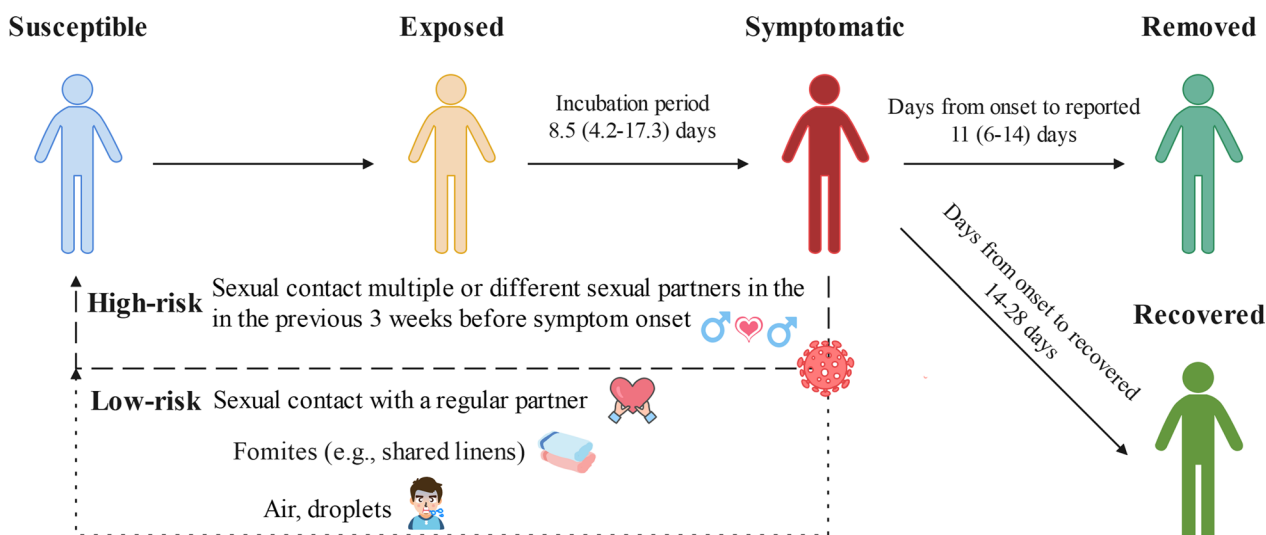 Susceptible
Exposed
Symptomatic
Removed
Incubation period
8.5 (4.2-17.3) days
Days from onset to reported
11 (6-14) days
Days from onset to recovered
14-28 days
Recovered
High-risk
Sexual contact multiple or different sexual partners in the
in the previous 3 weeks before symptom onset
Low-risk
Sexual contact with a regular partner
Fomites (e.g., shared linens)
Air, droplets